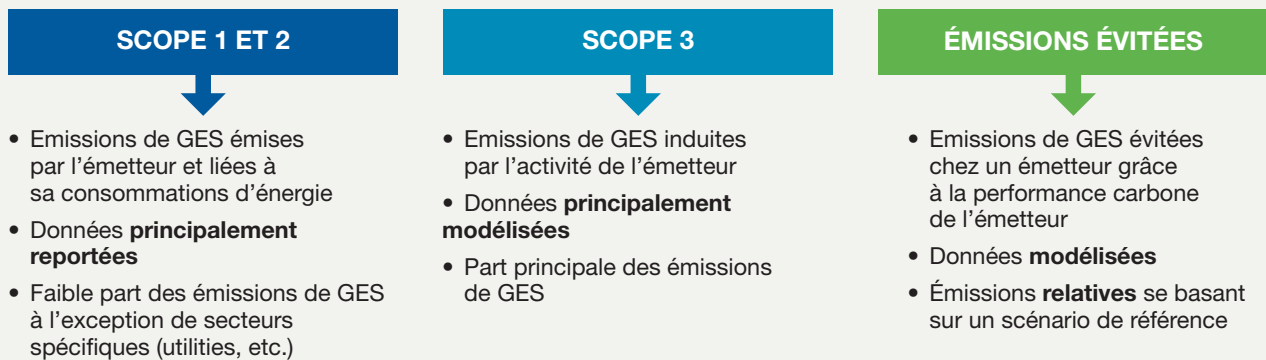 SCOPE 1 ET 2
• Emissions de GES émises
par l'émetteur et liées à
sa consommations d'énergie
• Données principalement
reportées
• Faible part des émissions de GES
à l'exception de secteurs
spécifiques (utilities, etc.)
SCOPE 3
• Emissions de GES induites
par l'activité de l'émetteur
• Données principalement
modélisées
• Part principale des émissions
de GES
ÉMISSIONS ÉVITÉES
• Emissions de GES évitées
chez un émetteur grâce
à la performance carbone
de l'émetteur
• Données modélisées
• Émissions relatives se basant
sur un scénario de référence